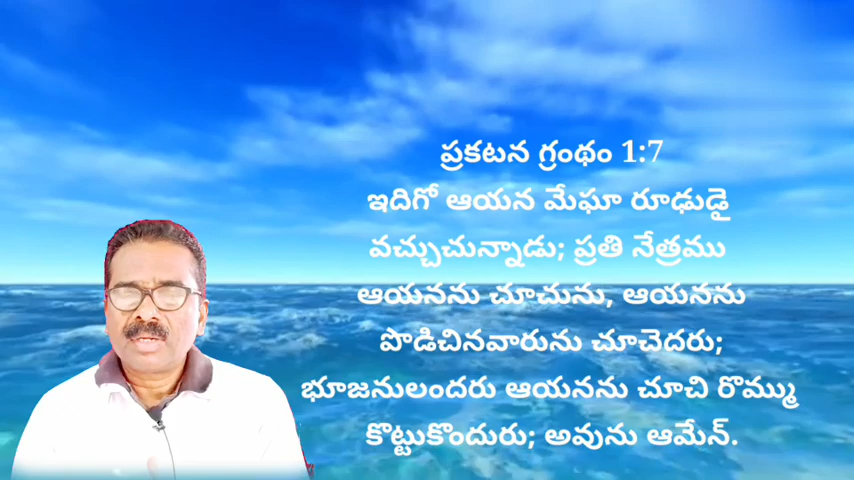 ప్రకటన గ్రంథం 1:7
ఇదిగో ఆయన మేఘా రూఢుడై
వచ్చుచున్నాడు; ప్రతి నేత్రము
ఆయనను చూచును, ఆయనను
పొడిచినవారును చూచెదరు;
భూజనులందరు ఆయనను చూచి రొమ్ము
కొట్టుకొందురు; అవును ఆమేన్.